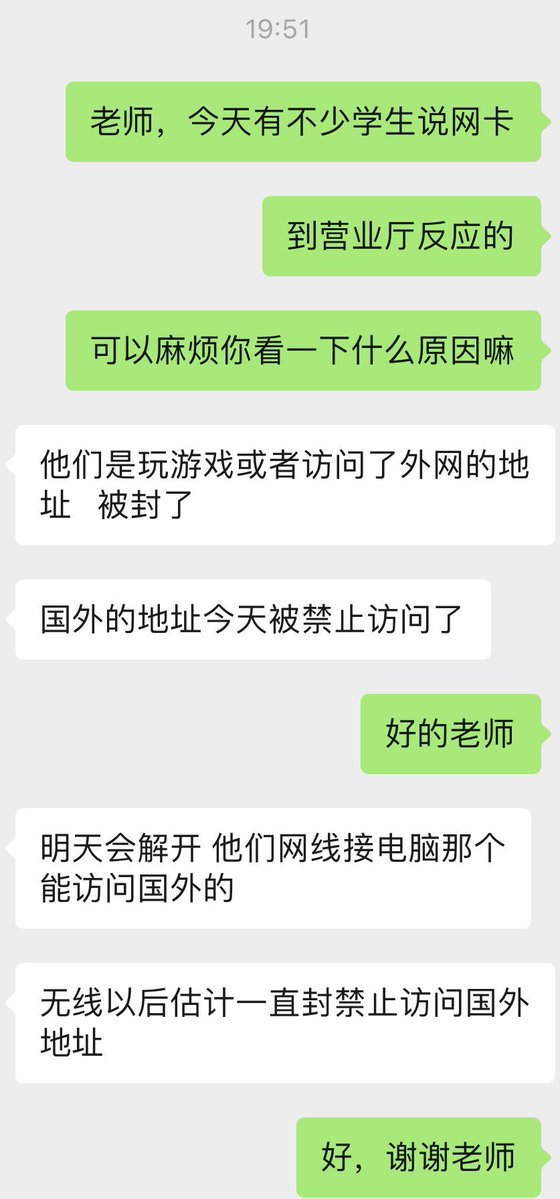 19:51
老师，今天有不少学生说网卡
到营业厅反应的
可以麻烦你看一下什么原因嘛
他们是玩游戏或者访问了外网的地
址 被封了
国外的地址今天被禁止访问了
好的老师
明天会解开 他们网线接电脑那个
能访问国外的
无线以后估计一直封禁止访问国外
地址
好，谢谢老师